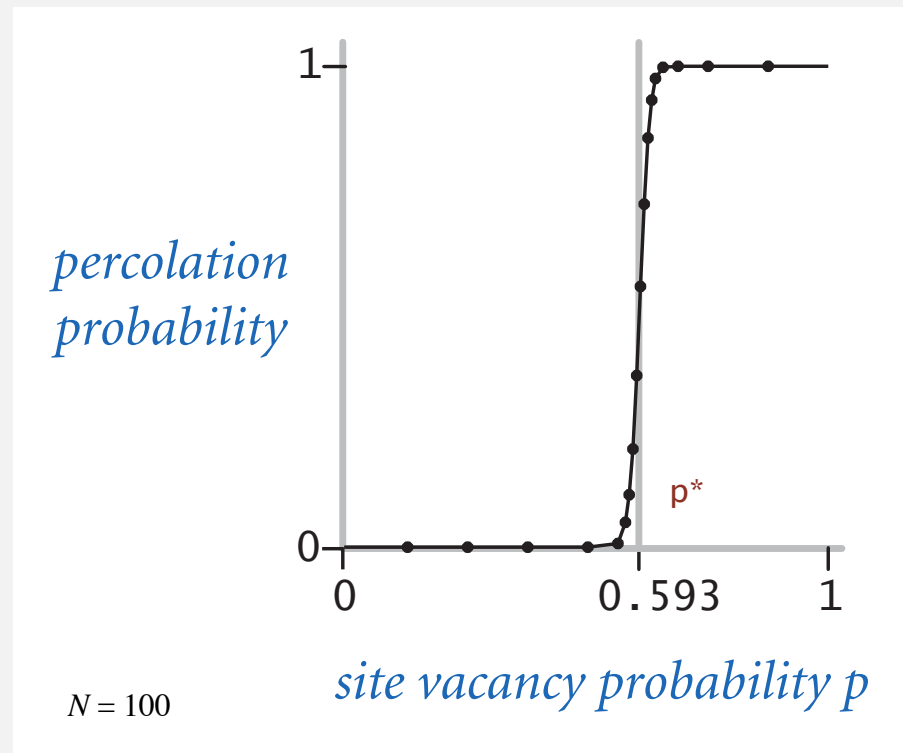 1
percolation
probability
p*
0
0 0.593 1
site vacancy probability p
N = 100